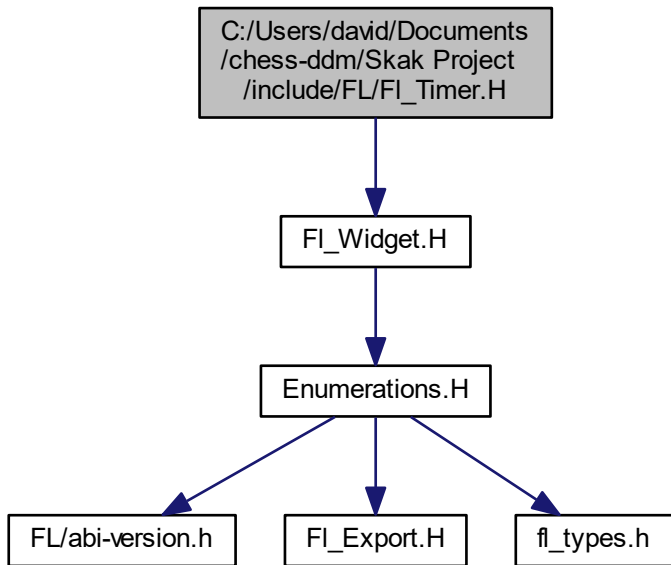 C:/Users/david/Documents
/chess-ddm/Skak Project
/include/FL/Fl_Timer.H
Fl_Widget.H
Enumerations.H
FL/abi-version.h
Fl_Export.H
fl_types.h